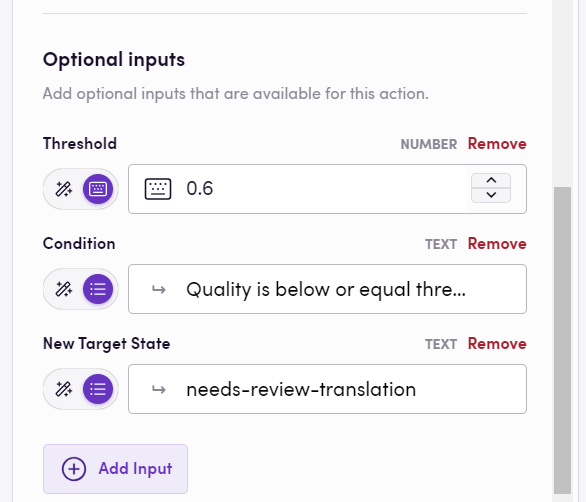 Optional inputs
Add optional inputs that are available for this action.
Threshold NUMBER Remove
0.6
Condition TEXT Remove
Quality is below or equal thre...
New Target State TEXT Remove
needs-review-translation
Add Input